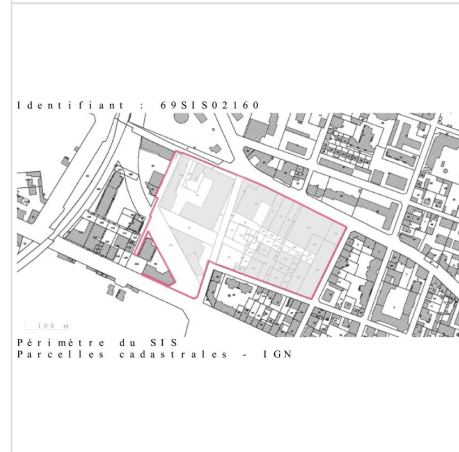 Identifiant : 69SIS02160
100 m
Périmètre du SIS
Parcelles cadastrales - IGN